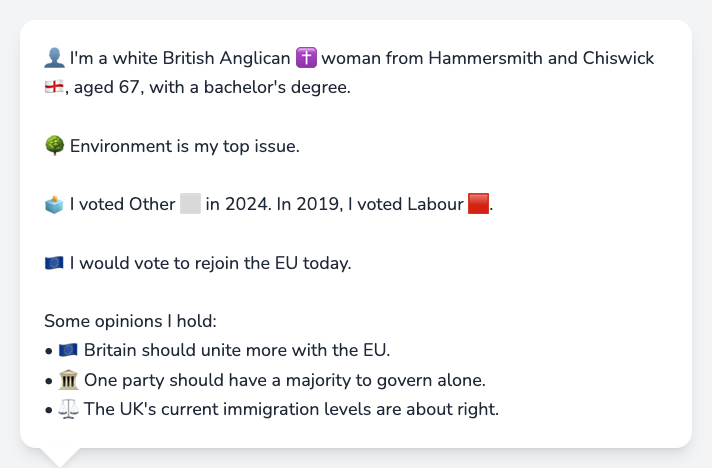 👤 I'm a white British Anglican ✝️ woman from Hammersmith and Chiswick
🏴󠁧󠁢󠁥󠁮󠁧󠁿, aged 67, with a bachelor's degree.
🌳 Environment is my top issue.
🗳️ I voted Other ⬜ in 2024. In 2019, I voted Labour 🟥.
🇪🇺 I would vote to rejoin the EU today.
Some opinions I hold:
• 🇪🇺 Britain should unite more with the EU.
• 🏛️ One party should have a majority to govern alone.
• ⚖️ The UK's current immigration levels are about right.